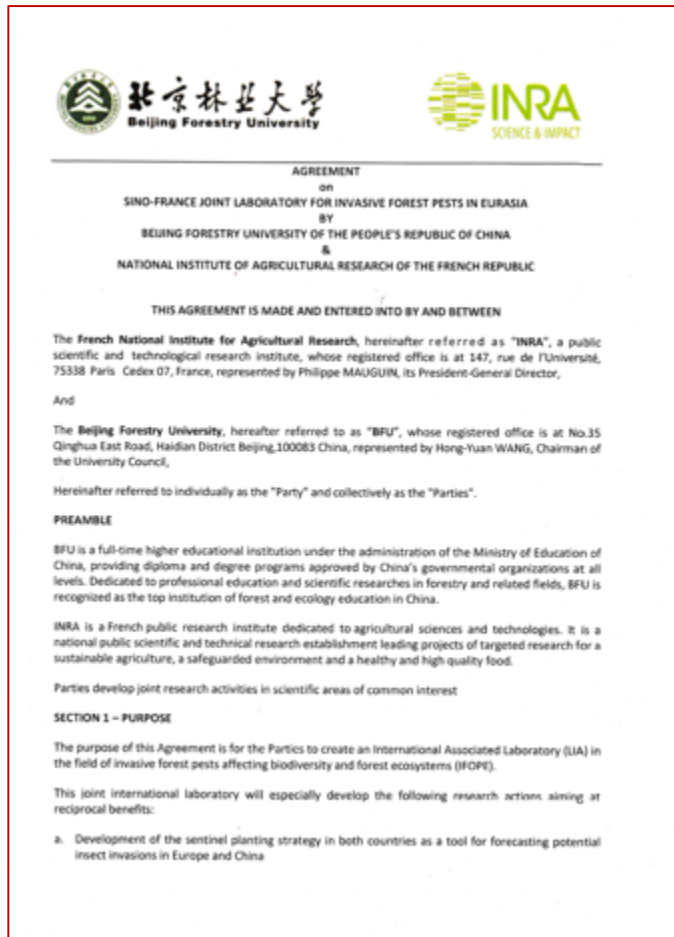 北京林业大学
Beijing Forestry University
INRA
SCIENCE & IMPACT
AGREEMENT
on
SINO-FRANCE JOINT LABORATORY FOR INVASIVE FOREST PESTS IN EURASIA
BY
BEIJING FORESTRY UNIVERSITY OF THE PEOPLE'S REPUBLIC OF CHINA
&
NATIONAL INSTITUTE OF AGRICULTURAL RESEARCH OF THE FRENCH REPUBLIC
THIS AGREEMENT IS MADE AND ENTERED INTO BY AND BETWEEN
The French National Institute for Agricultural Research, hereinafter referred as "INRA", a public
scientific and technological research institute, whose registered office is at 147, rue de l'Université,
75338 Paris Cedex 07, France, represented by Philippe MAUGUIN, its President-General Director,
And
The Beijing Forestry University, hereafter referred to as "BFU", whose registered office is at No.35
Qinghua East Road, Haidian District Beijing,100083 China, represented by Hong-Yuan WANG, Chairman of
the University Council,
Hereinafter referred to individually as the "Party" and collectively as the "Parties".
PREAMBLE
BFU is a full-time higher educational institution under the administration of the Ministry of Education of
China, providing diploma and degree programs approved by China's governmental organizations at all
levels. Dedicated to professional education and scientific researches in forestry and related fields, BFU is
recognized as the top institution of forest and ecology education in China.
INRA is a French public research institute dedicated to agricultural sciences and technologies. It is a
national public scientific and technical research establishment leading projects of targeted research for a
sustainable agriculture, a safeguarded environment and a healthy and high quality food.
Parties develop joint research activities in scientific areas of common interest
SECTION 1 – PURPOSE
The purpose of this Agreement is for the Parties to create an International Associated Laboratory (LIA) in
the field of invasive forest pests affecting biodiversity and forest ecosystems (IFOPE).
This joint international laboratory will especially develop the following research actions aiming at
reciprocal benefits:
a. Development of the sentinel planting strategy in both countries as a tool for forecasting potential
insect invasions in Europe and China